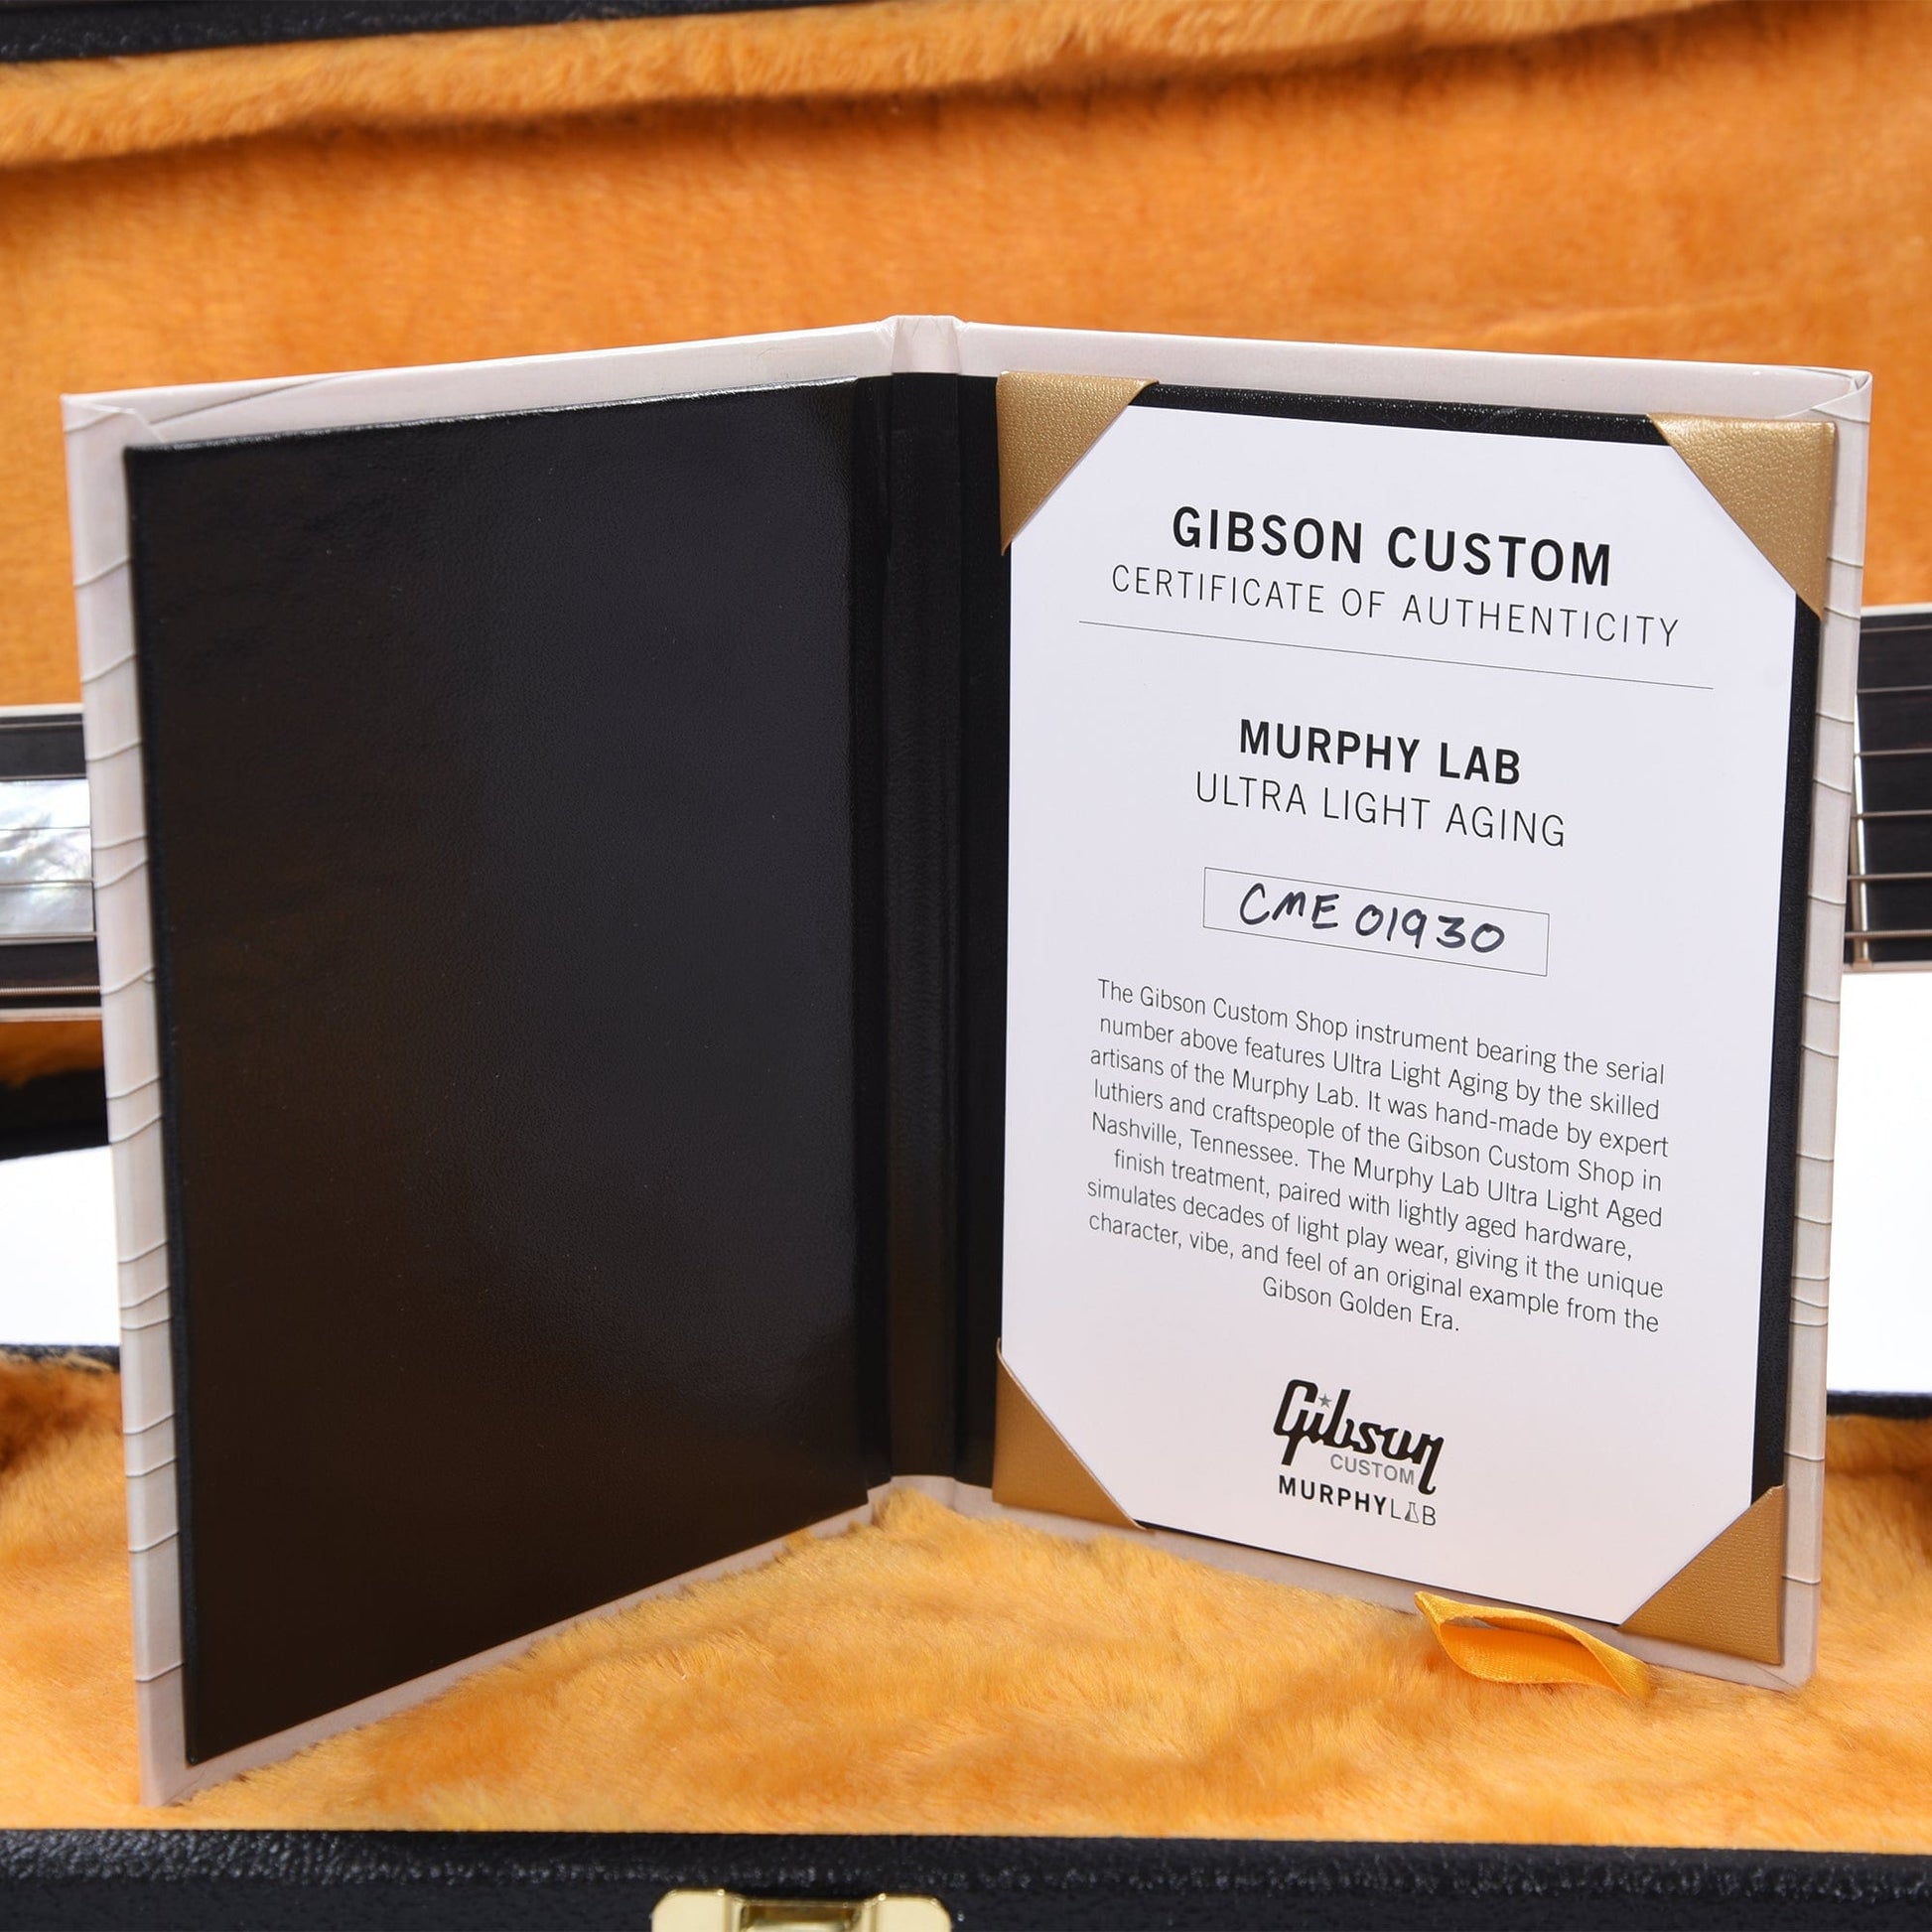 GIBSON CUSTOM
CERTIFICATE OF AUTHENTICITY
MURPHY LAB
ULTRA LIGHT AGING
CME 01930
The Gibson Custom Shop instrument bearing the serial
number above features Ultra Light Aging by the skilled
artisans of the Murphy Lab. It was hand-made by expert
luthiers and craftspeople of the Gibson Custom Shop in
Nashville, Tennessee. The Murphy Lab Ultra Light Aged
finish treatment, paired with lightly aged hardware,
simulates decades of light play wear, giving it the unique
character, vibe, and feel of an original example from the
Gibson Golden Era.
Gibson
CUSTOM
MURPHYLAB